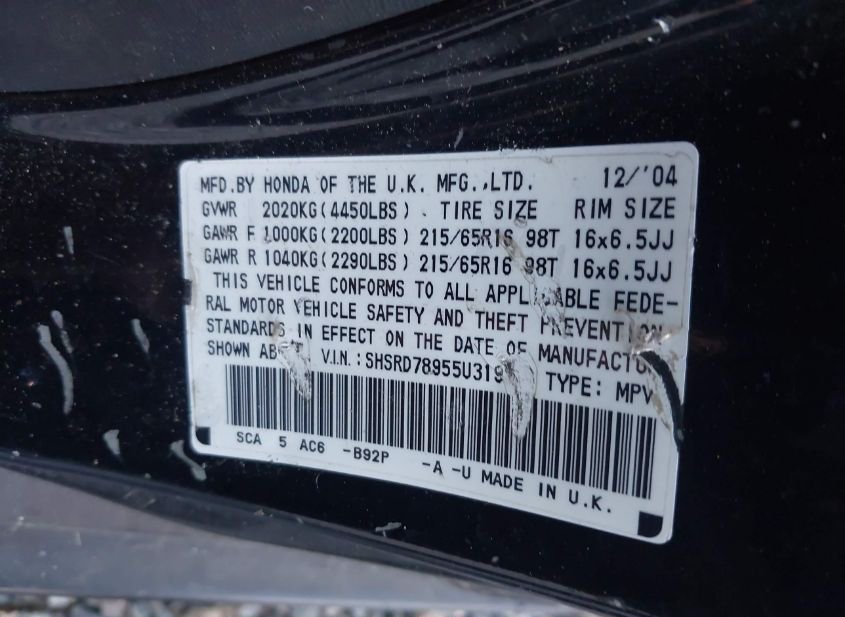 MFD.BY HONDA OF THE U.K. MFG.,LTD. 12/'04
GVWR 2020KG(4450LBS) . TIRE SIZE RIM SIZE
GAWR F 1000KG(2200LBS) 215/65R16 98T 16x6.5JJ
GAWR R 1040KG(2290LBS) 215/65R16 98T 16x6.5JJ
THIS VEHICLE CONFORMS TO ALL APPLICABLE FEDE-
RAL MOTOR VEHICLE SAFETY AND THEFT PREVENTION
STANDARDS IN EFFECT ON THE DATE OF MANUFACTUR
SHOWN V.I.N.: TYPE: MPV
SCA 5 AC6 -B92P -A -U MADE IN U.K.